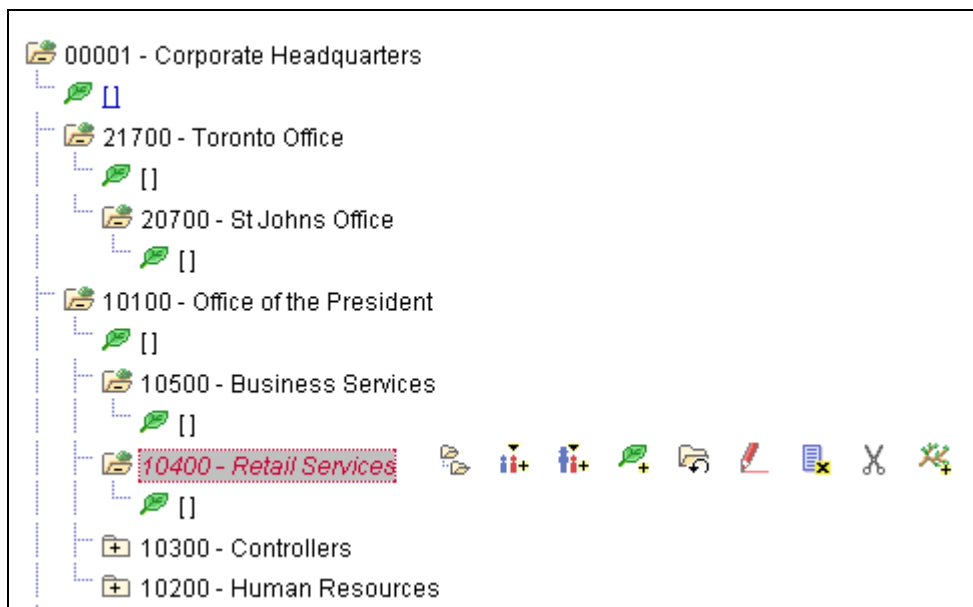 00001 - Corporate Headquarters
[]
21700 - Toronto Office
[]
20700 - St Johns Office
[]
10100 - Office of the President
[]
10500 - Business Services
[]
10400 - Retail Services
[]
10300 - Controllers
10200 - Human Resources